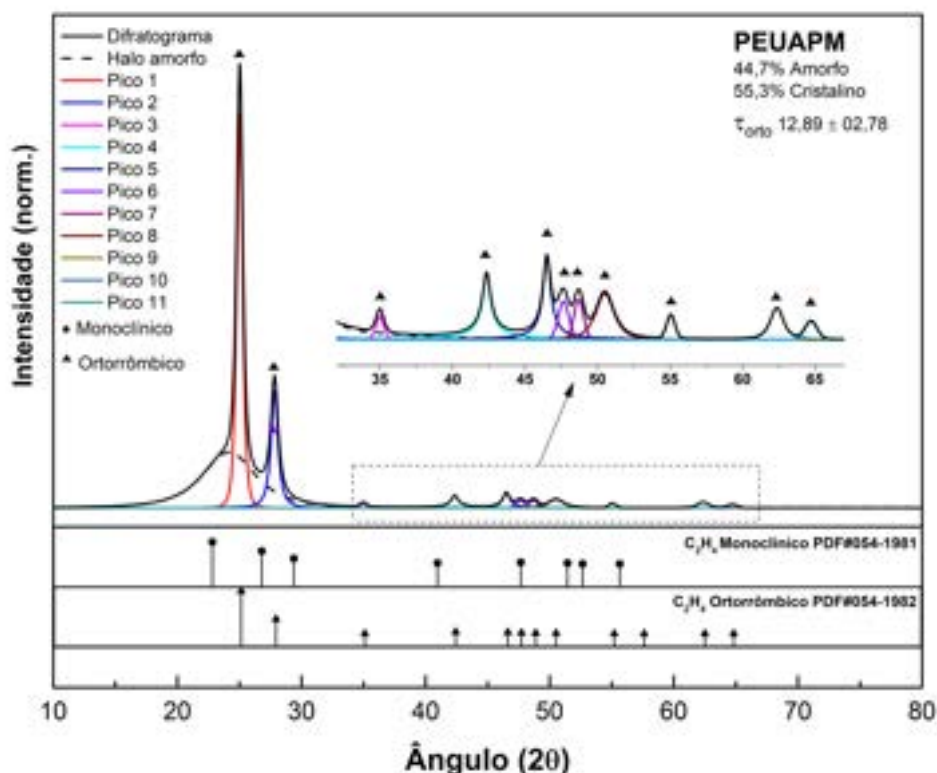 Difratograma
Halo amorfo
Pico 1
Pico 2
Pico 3
Pico 4
Pico 5
Pico 6
Pico 7
Pico 8
Pico 9
Pico 10
Pico 11
Monoclínico
Ortorrômbico
PEUAPM
44,7% Amorfo
55,3% Cristalino
τorto 12,89 ± 02,78
Intensidade (norm.)
35 40 45 50 55 60 65
C₂H₄ Monoclínico PDF#054-1981
C₂H₄ Ortorrômbico PDF#054-1982
10 20 30 40 50 60 70 80
Ângulo (2θ)